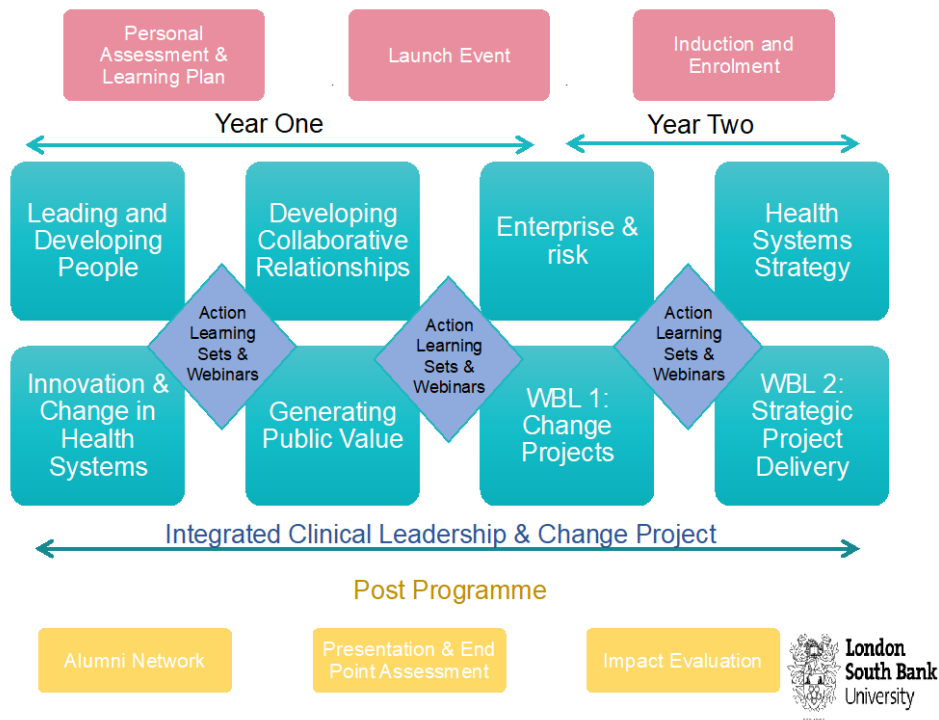 Personal
Assessment &
Learning Plan
Launch Event
Induction and
Enrolment
Year One
Year Two
Leading and
Developing
People
Developing
Collaborative
Relationships
Enterprise &
risk
Health
Systems
Strategy
Action
Learning
Sets &
Webinars
Action
Learning
Sets &
Webinars
Action
Learning
Sets &
Webinars
Innovation &
Change in
Health
Systems
Generating
Public Value
WBL 1:
Change
Projects
WBL 2:
Strategic
Project
Delivery
Integrated Clinical Leadership & Change Project
Post Programme
Alumni Network
Presentation & End
Point Assessment
Impact Evaluation
London
South Bank
University